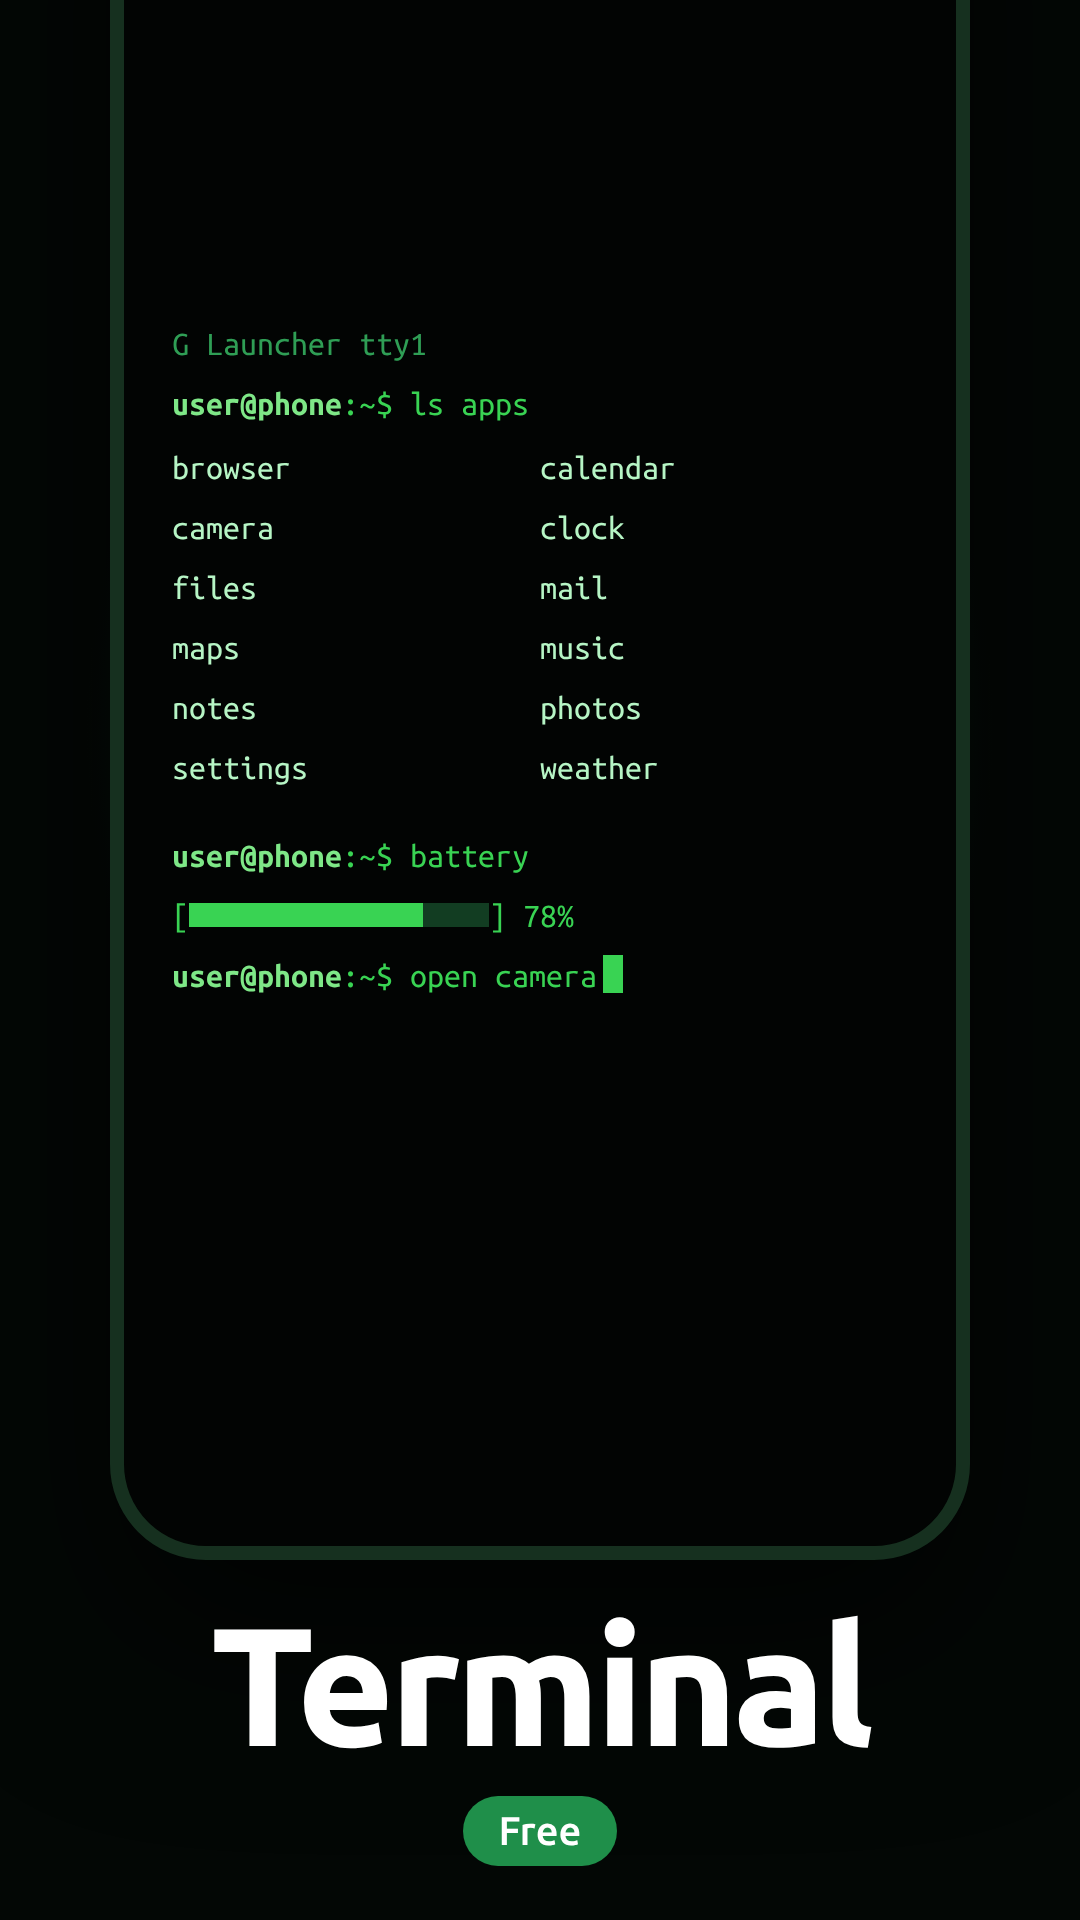 G Launcher tty1
user@phone:~$ ls apps
browser calendar
camera clock
files mail
maps music
notes photos
settings weather
user@phone:~$ battery
[] 78%
user@phone:~$ open camera
Terminal
Free